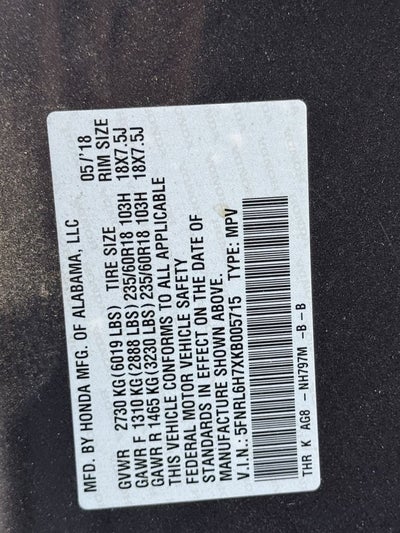 MFD. BY HONDA MFG. OF ALABAMA, LLC 05/'18
TIRE SIZE RIM SIZE
GVWR 2730 KG (6019 LBS)
GAWR F 1310 KG (2888 LBS) 235/60R18 103H 18X7.5J
GAWR R 1465 KG (3230 LBS) 235/60R18 103H 18X7.5J
THIS VEHICLE CONFORMS TO ALL APPLICABLE
FEDERAL MOTOR VEHICLE SAFETY
STANDARDS IN EFFECT ON THE DATE OF
MANUFACTURE SHOWN ABOVE.
V.I.N.: 5FNRL6H7XKB005715 TYPE: MPV
THR K AG8 - NH797M -B - B